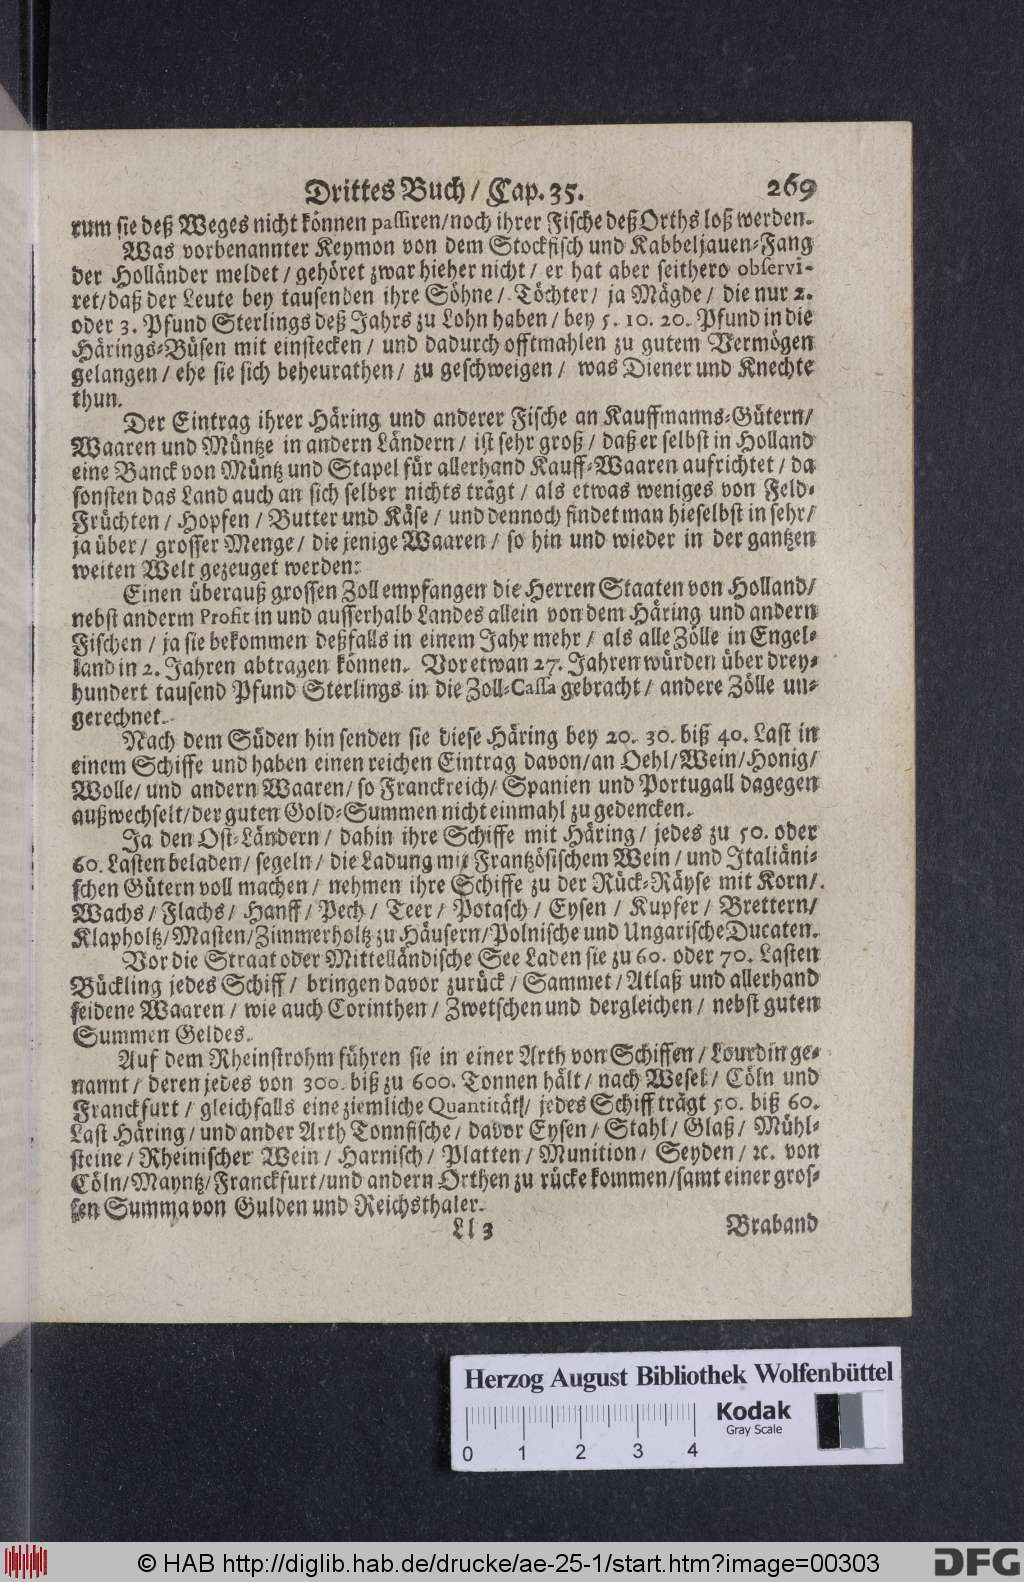 Drittes Buch / Cap. 35. 269
rum sie deß Weges nicht können passiren/noch ihrer Fische deß Orths loß werden.
Was vorbenannter Keymon von dem Stockfisch und Kabbeljauen-Fang
der Holländer meldet / gehöret zwar hieher nicht / er hat aber seithero observi-
ret/daß der Leute bey tausenden ihre Söhne / Töchter / ja Mägde / die nur 2.
oder 3. Pfund Sterlings deß Jahrs zu Lohn haben / bey 5. 10. 20. Pfund in die
Härings-Büsen mit einstecken / und dadurch offtmahlen zu gutem Vermögen
gelangen / ehe sie sich beheurathen / zu geschweigen / was Diener und Knechte
thun.
Der Eintrag ihrer Häring und anderer Fische an Kauffmanns-Gütern/
Waaren und Müntze in andern Ländern / ist sehr groß / daß er selbst in Holland
eine Banck von Müntz und Stapel für allerhand Kauff-Waaren aufrichtet / da
sonsten das Land auch an sich selber nichts trägt / als etwas weniges von Feld-
Früchten / Hopfen / Butter und Käse / und dennoch findet man hieselbst in sehr/
ja über / grosser Menge / die jenige Waaren / so hin und wieder in der gantzen
weiten Welt gezeuget werden:
Einen überauß grossen Zoll empfangen die Herren Staaten von Holland/
nebst anderm Profit in und ausserhalb Landes allein von dem Häring und andern
Fischen / ja sie bekommen deßfalls in einem Jahr mehr / als alle Zölle in Engel-
land in 2. Jahren abtragen können. Vor etwan 27. Jahren würden über drey-
hundert tausend Pfund Sterlings in die Zoll-Cassa gebracht / andere Zölle un-
gerechnet.
Nach dem Süden hin senden sie diese Häring bey 20. 30. biß 40. Last in
einem Schiffe und haben einen reichen Eintrag davon/an Oehl/Wein/Honig/
Wolle/ und andern Waaren/ so Franckreich/ Spanien und Portugall dagegen
außwechselt/der guten Gold-Summen nicht einmahl zu gedencken.
Ja den Ost-Ländern / dahin ihre Schiffe mit Häring / jedes zu 50. oder
60. Lasten beladen / segeln / die Ladung mit Frantzösischem Wein / und Italiäni-
schen Gütern voll machen / nehmen ihre Schiffe zu der Rück-Räyse mit Korn/
Wachs / Flachs / Hanff / Pech / Teer / Potasch / Eysen / Kupfer / Brettern/
Klapholtz/Masten/Zimmerholtz zu Häusern/Polnische und Ungarische Ducaten.
Vor die Straat oder Mittelländische See Laden sie zu 60. oder 70. Lasten
Bückling jedes Schiff / bringen davor zurück / Sammet / Atlaß und allerhand
seidene Waaren / wie auch Corinthen / Zwetschen und dergleichen / nebst guten
Summen Geldes.
Auf dem Rheinstrohm führen sie in einer Arth von Schiffen / Lourdin ge-
nannt / deren jedes von 300. biß zu 600. Tonnen hält / nach Wesel / Cöln und
Franckfurt / gleichfalls eine ziemliche Quantität / jedes Schiff trägt 50. biß 60.
Last Häring / und ander Arth Tonnfische / davor Eysen / Stahl / Glaß / Mühl-
steine / Rheinischer Wein / Harnisch / Platten / Munition / Seyden / ꝛc. von
Cöln/Mayntz/Franckfurt/und andern Orthen zu rücke kommen/samt einer gros-
sen Summa von Gulden und Reichsthaler.
Ll 3 Braband
Herzog August Bibliothek Wolfenbüttel
Kodak
Gray Scale
0 1 2 3 4
© HAB http://diglib.hab.de/drucke/ae-25-1/start.htm?image=00303
DFG